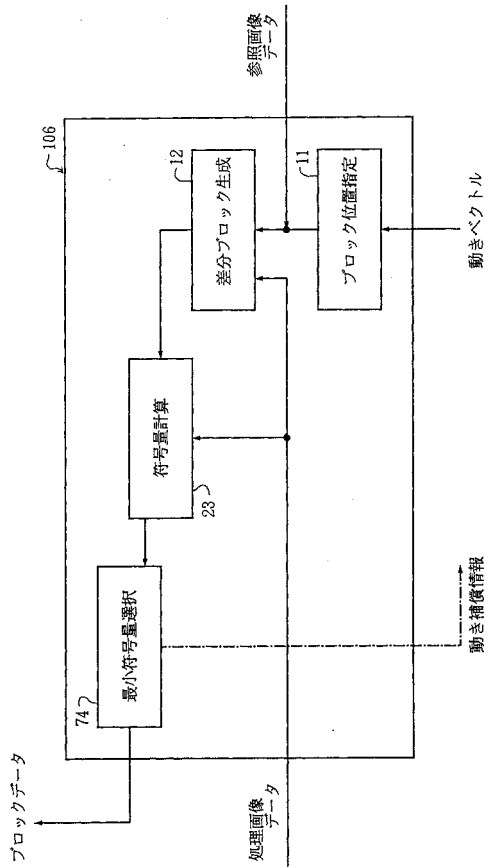 106
参照画像
データ
12
差分ブロック生成
11
ブロック位置指定
動きベクトル
符号量計算
23
最小符号量選択
74
動き補償情報
ブロックデータ
処理画像
データ